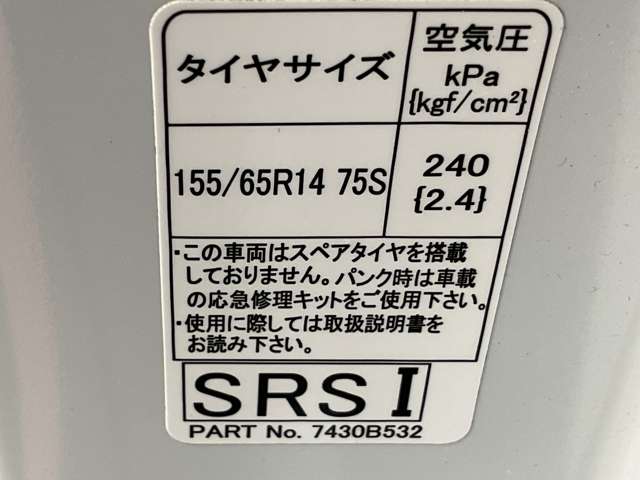 タイヤサイズ
空気圧
kPa
{kgf/cm²}
155/65R14 75S
240
{2.4}
・この車両はスペアタイヤを搭載
しておりません。パンク時は車載
の応急修理キットをご使用下さい。
・使用に際しては取扱説明書を
お読み下さい。
SRS I
PART No. 7430B532